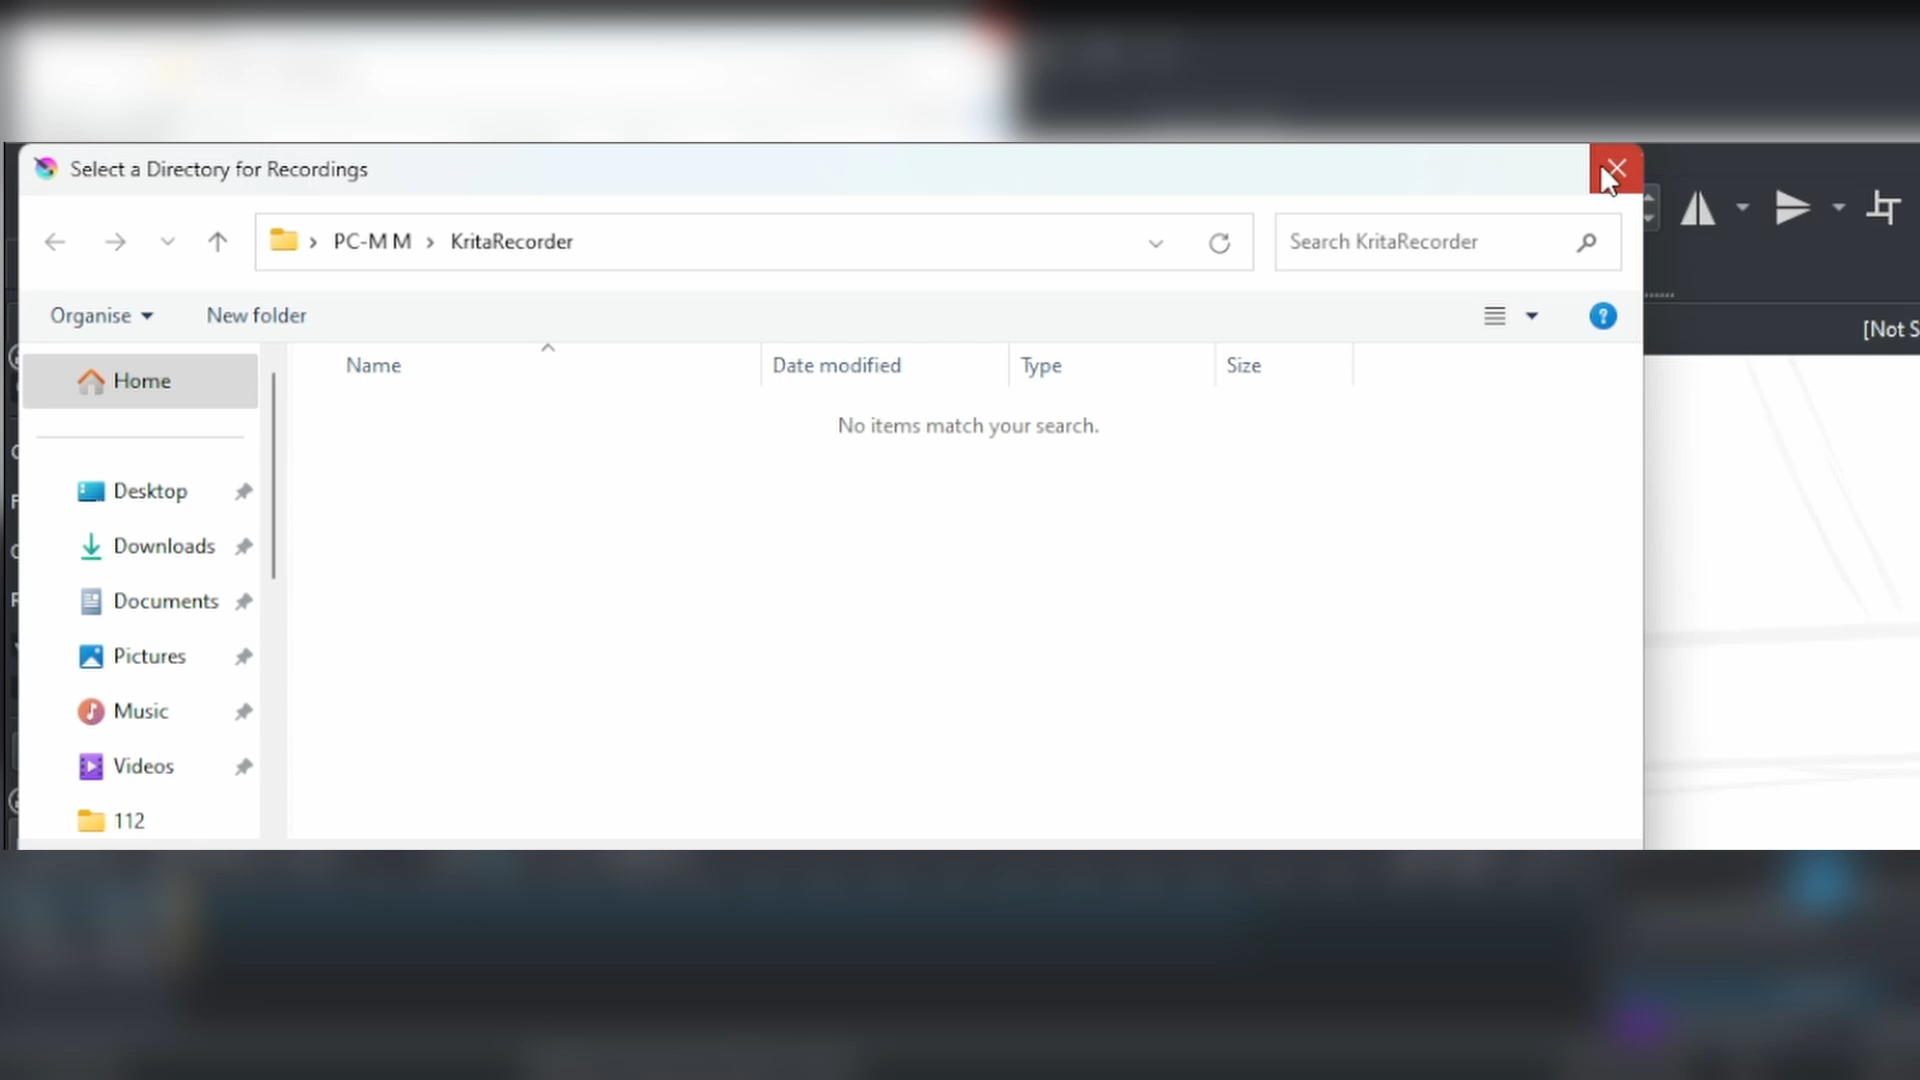 Select a Directory for Recordings
PC-M M
KritaRecorder
Search KritaRecorder
Organise
New folder
[Not S
Name
Date modified
Type
Size
Home
No items match your search.
Desktop
Downloads
Documents
Pictures
Music
Videos
112